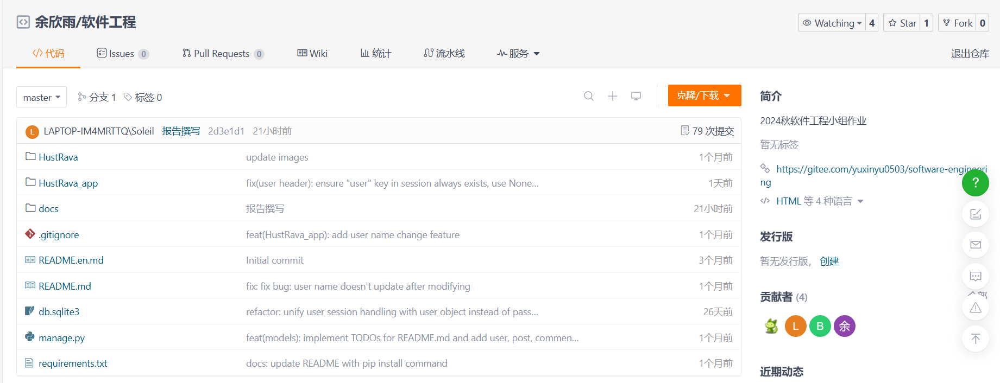 余欣雨/软件工程
Watching 4 Star 1 Fork 0
代码 Issues 0 Pull Requests 0 Wiki 统计 流水线 服务 退出仓库
master 分支 1 标签 0 克隆/下载
L LAPTOP-IM4MRTTQ\Soleil 报告撰写 2d3e1d1 21小时前 79 次提交
HustRava update images 1个月前
HustRava_app fix(user header): ensure "user" key in session always exists, use None... 1天前
docs 报告撰写 21小时前
.gitignore feat(HustRava_app): add user name change feature 1个月前
README.en.md Initial commit 3个月前
README.md fix: fix bug: user name doesn't update after modifying 1个月前
db.sqlite3 refactor: unify user session handling with user object instead of pass... 26天前
manage.py feat(models): implement TODOs for README.md and add user, post, commen... 1个月前
requirements.txt docs: update README with pip install command 1个月前
简介
2024秋软件工程小组作业
暂无标签
https://gitee.com/yuxinyu0503/software-engineeri
ng
HTML 等 4 种语言
?
发行版
暂无发行版， 创建
贡献者 (4)
L B 余
近期动态